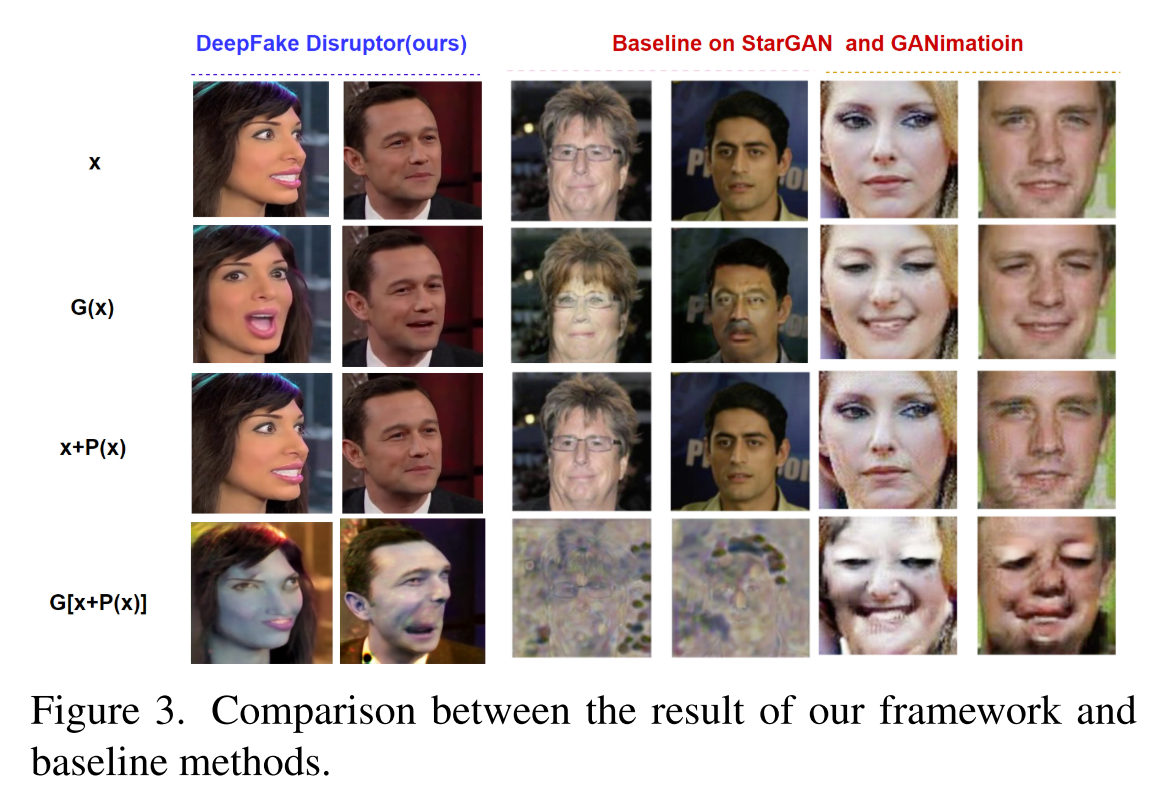 DeepFake Disruptor(ours)
Baseline on StarGAN and GANimatioin
x
G(x)
x+P(x)
G[x+P(x)]
Figure 3. Comparison between the result of our framework and
baseline methods.